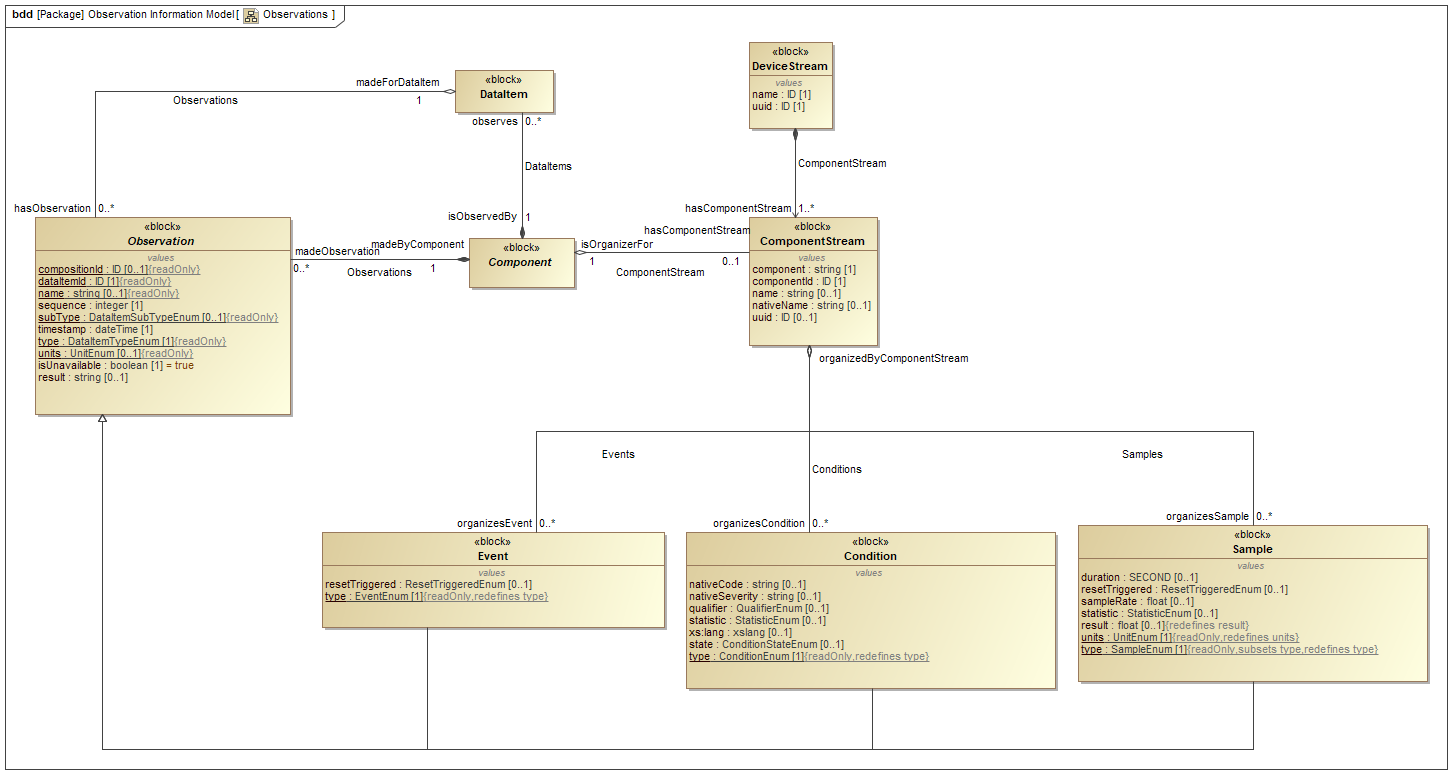 bdd [Package] Observation Information Model[ Observations ]
«block»
DeviceStream
values
name : ID [1]
uuid : ID [1]
«block»
DataItem
madeForDataItem
1
Observations
observes 0..*
DataItems
ComponentStream
hasObservation 0..*
isObservedBy 1
hasComponentStream 1..*
«block»
Observation
values
compositionId : ID [0..1]{readOnly}
dataItemId : ID [1]{readOnly}
name : string [0..1]{readOnly}
sequence : integer [1]
subType : DataItemSubTypeEnum [0..1]{readOnly}
timestamp : dateTime [1]
type : DataItemTypeEnum [1]{readOnly}
units : UnitEnum [0..1]{readOnly}
isUnavailable : boolean [1] = true
result : string [0..1]
madeObservation
0..*
Observations
madeByComponent
1
«block»
Component
isOrganizerFor
1
ComponentStream
hasComponentStream
0..1
«block»
ComponentStream
values
component : string [1]
componentId : ID [1]
name : string [0..1]
nativeName : string [0..1]
uuid : ID [0..1]
organizedByComponentStream
Events
Conditions
Samples
organizesEvent 0..*
organizesCondition 0..*
organizesSample 0..*
«block»
Event
values
resetTriggered : ResetTriggeredEnum [0..1]
type : EventEnum [1]{readOnly,redefines type}
«block»
Condition
values
nativeCode : string [0..1]
nativeSeverity : string [0..1]
qualifier : QualifierEnum [0..1]
statistic : StatisticEnum [0..1]
xs:lang : xslang [0..1]
state : ConditionStateEnum [0..1]
type : ConditionEnum [1]{readOnly,redefines type}
«block»
Sample
values
duration : SECOND [0..1]
resetTriggered : ResetTriggeredEnum [0..1]
sampleRate : float [0..1]
statistic : StatisticEnum [0..1]
result : float [0..1]{redefines result}
units : UnitEnum [1]{readOnly,redefines units}
type : SampleEnum [1]{readOnly,subsets type,redefines type}